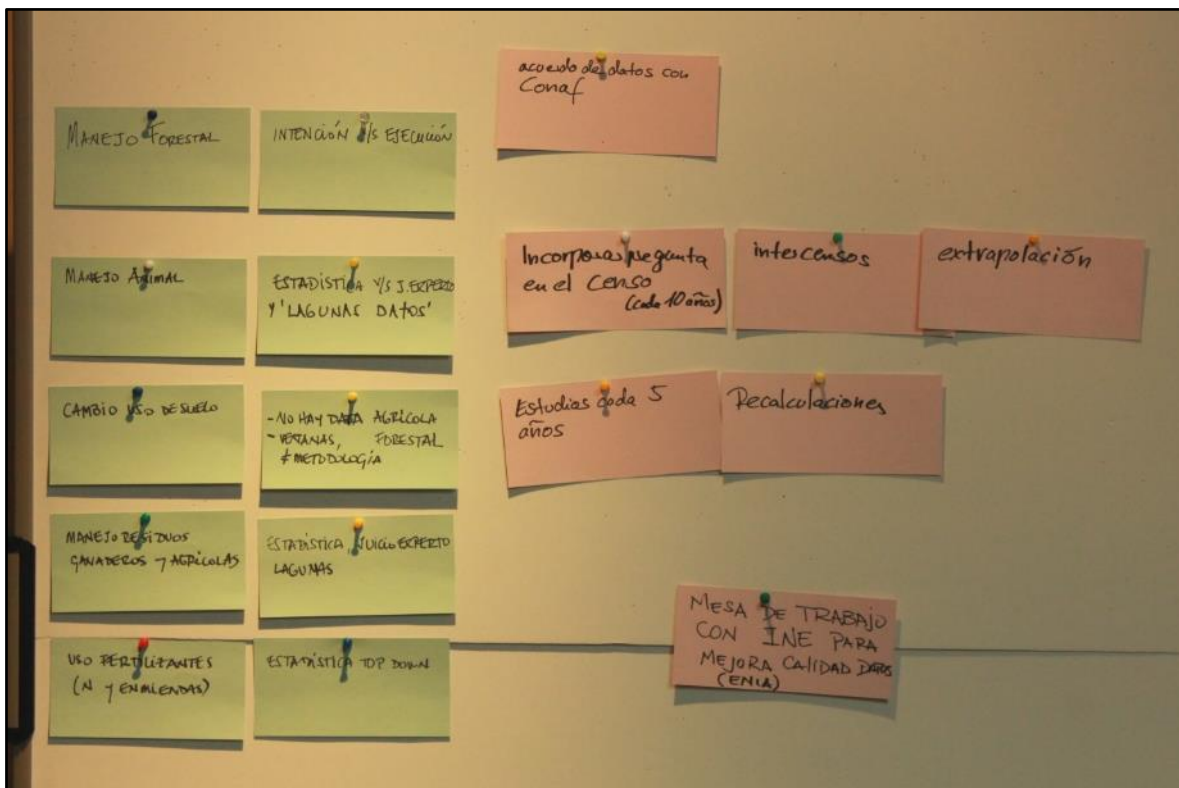 MANEJO FORESTAL
INTENCIÓN V/S EJECUCIÓN
acuerdo de datos con
Conaf
MANEJO ANIMAL
ESTADÍSTICA V/S J. EXPERTO
Y 'LAGUNAS DATOS'
Incorporar pregunta
en el Censo
(cada 10 años)
intercensos
extrapolación
CAMBIO USO DE SUELO
- NO HAY DATA AGRÍCOLA
- VENTANAS, FORESTAL
≠ METODOLOGÍA
Estudios cada 5
años
Recalculaciones
MANEJO RESIDUOS
GANADEROS Y AGRÍCOLAS
ESTADÍSTICA, JUICIO EXPERTO
LAGUNAS
USO FERTILIZANTES
(N Y ENMIENDAS)
ESTADÍSTICA TOP DOWN
MESA DE TRABAJO
CON INE PARA
MEJORA CALIDAD DATOS
(ENIA)